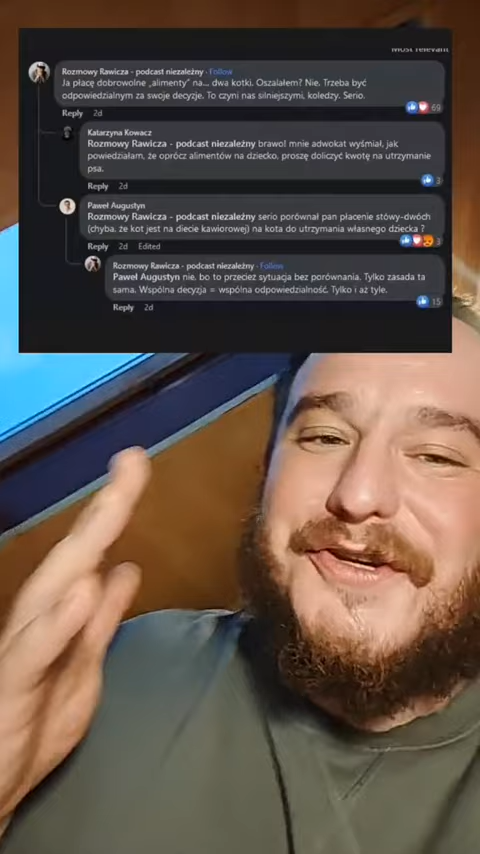 Most relevant
Rozmowy Rawicza - podcast niezależny · Follow
Ja płacę dobrowolne „alimenty” na... dwa kotki. Oszalałem? Nie. Trzeba być
odpowiedzialnym za swoje decyzje. To czyni nas silniejszymi, koledzy. Serio.
69
Reply 2d
Katarzyna Kowacz
Rozmowy Rawicza - podcast niezależny brawo! mnie adwokat wyśmiał, jak
powiedziałam, że oprócz alimentów na dziecko, proszę doliczyć kwotę na utrzymanie
psa.
3
Reply 2d
Paweł Augustyn
Rozmowy Rawicza - podcast niezależny serio porównał pan płacenie stówy-dwóch
(chyba, że kot jest na diecie kawiorowej) na kota do utrzymania własnego dziecka ?
3
Reply 2d Edited
Rozmowy Rawicza - podcast niezależny · Follow
Paweł Augustyn nie, bo to przecież sytuacja bez porównania. Tylko zasada ta
sama. Wspólna decyzja = wspólna odpowiedzialność. Tylko i aż tyle.
15
Reply 2d